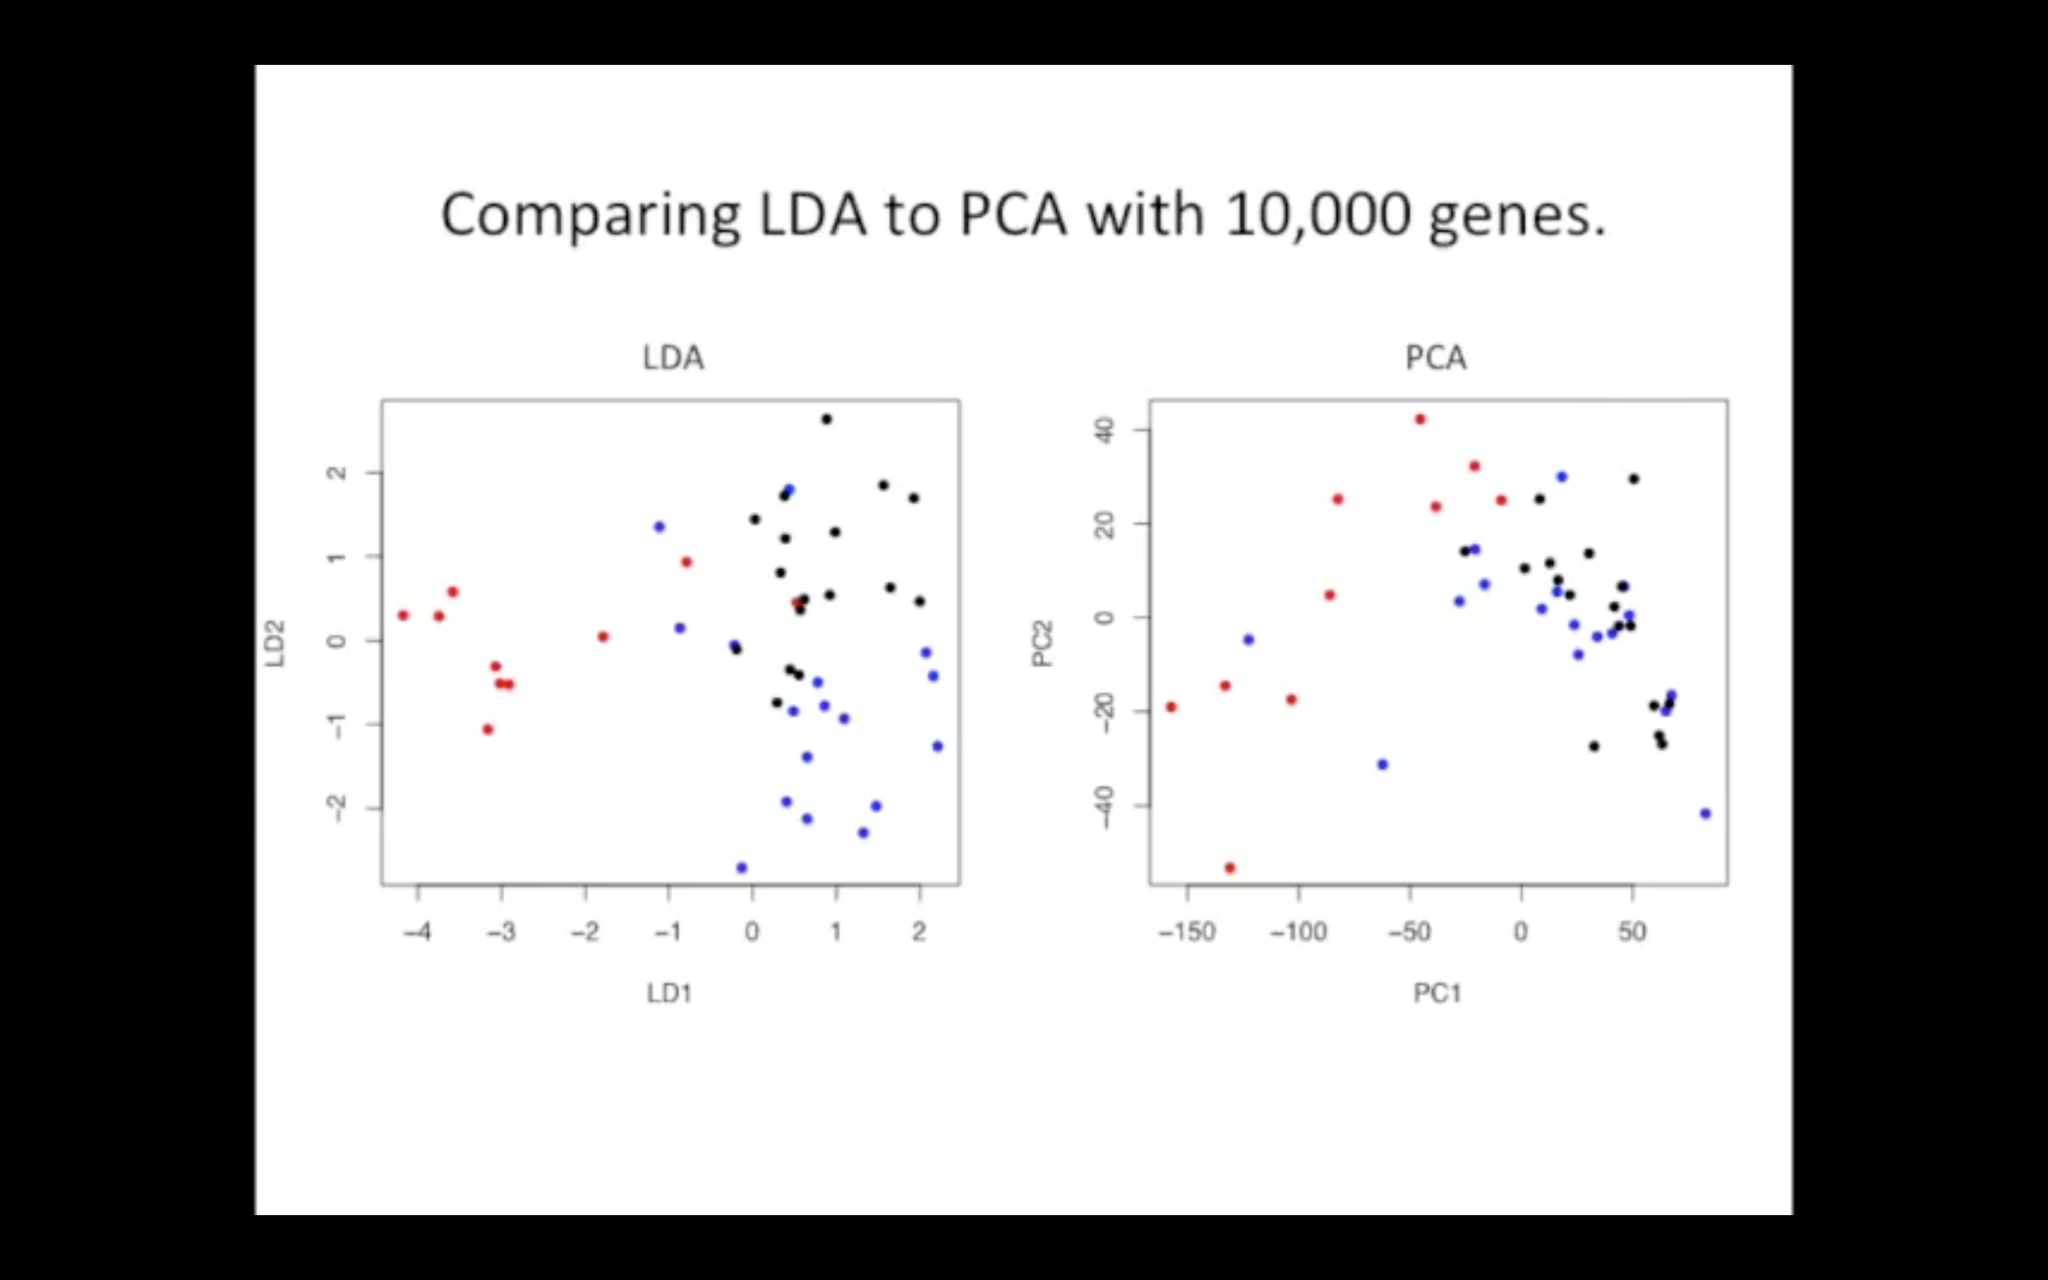 Comparing LDA to PCA with 10,000 genes.
LDA
PCA
LD2
2
1
0
−1
−2
−4 −3 −2 −1 0 1 2
LD1
PC2
40
20
0
−20
−40
−150 −100 −50 0 50
PC1